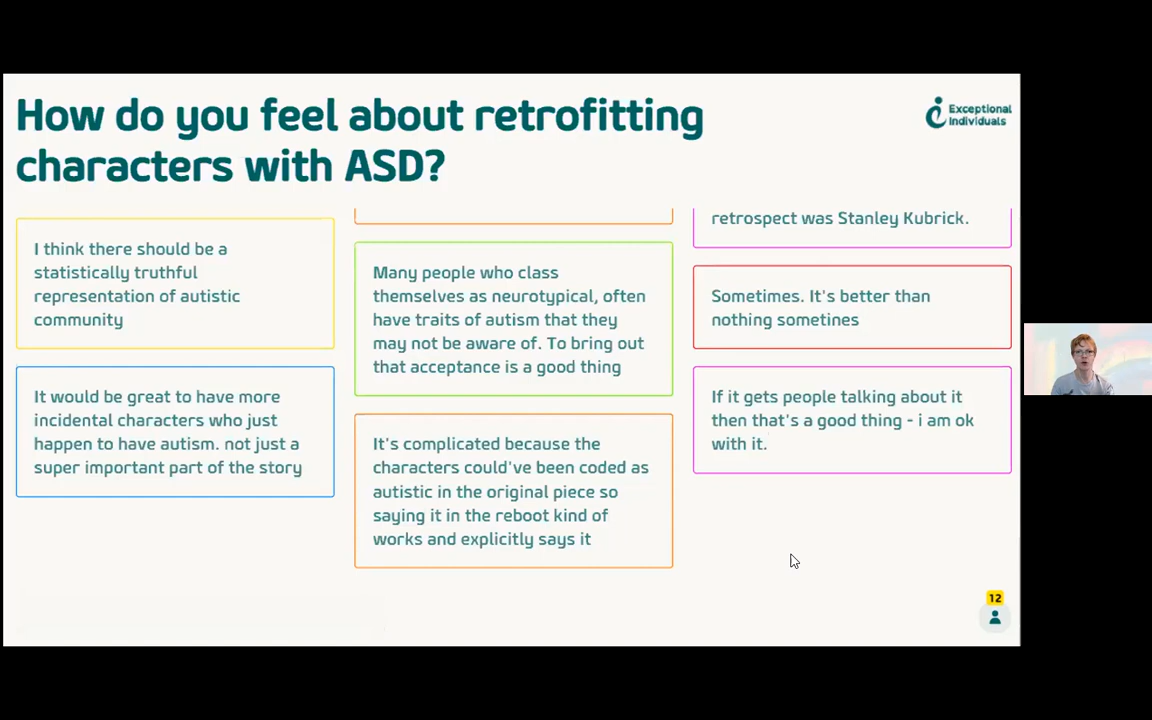 How do you feel about retrofitting
characters with ASD?
Exceptional
Individuals
I think there should be a
statistically truthful
representation of autistic
community
It would be great to have more
incidental characters who just
happen to have autism. not just a
super important part of the story
Many people who class
themselves as neurotypical, often
have traits of autism that they
may not be aware of. To bring out
that acceptance is a good thing
It's complicated because the
characters could've been coded as
autistic in the original piece so
saying it in the reboot kind of
works and explicitly says it
retrospect was Stanley Kubrick.
Sometimes. It's better than
nothing sometines
If it gets people talking about it
then that's a good thing - i am ok
with it.
12